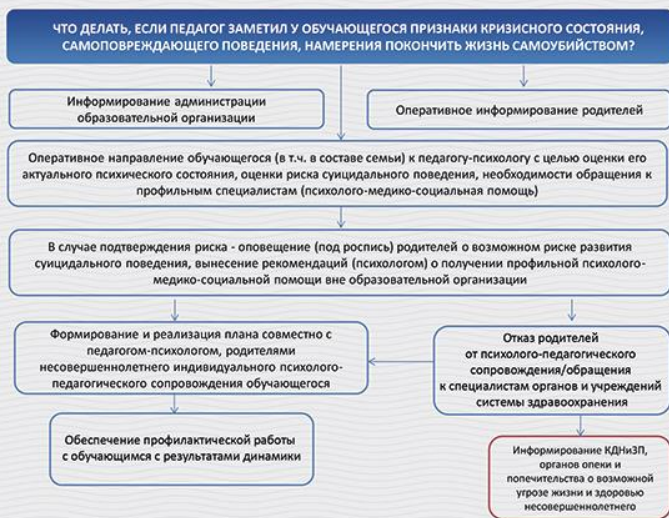 ЧТО ДЕЛАТЬ, ЕСЛИ ПЕДАГОГ ЗАМЕТИЛ У ОБУЧАЮЩЕГОСЯ ПРИЗНАКИ КРИЗИСНОГО СОСТОЯНИЯ,
САМОПОВРЕЖДАЮЩЕГО ПОВЕДЕНИЯ, НАМЕРЕНИЯ ПОКОНЧИТЬ ЖИЗНЬ САМОУБИЙСТВОМ?
Информирование администрации
образовательной организации
Оперативное информирование родителей
Оперативное направление обучающегося (в т.ч. в составе семьи) к педагогу-психологу с целью оценки его
актуального психического состояния, оценки риска суицидального поведения, необходимости обращения к
профильным специалистам (психолого-медико-социальная помощь)
В случае подтверждения риска - оповещение (под роспись) родителей о возможном риске развития
суицидального поведения, вынесение рекомендаций (психологом) о получении профильной психолого-
медико-социальной помощи вне образовательной организации
Формирование и реализация плана совместно с
педагогом-психологом, родителями
несовершеннолетнего индивидуального психолого-
педагогического сопровождения обучающегося
Отказ родителей
от психолого-педагогического
сопровождения/обращения
к специалистам органов и учреждений
системы здравоохранения
Обеспечение профилактической работы
с обучающимся с результатами динамики
Информирование КДНиЗП,
органов опеки и
попечительства о возможной
угрозе жизни и здоровью
несовершеннолетнего